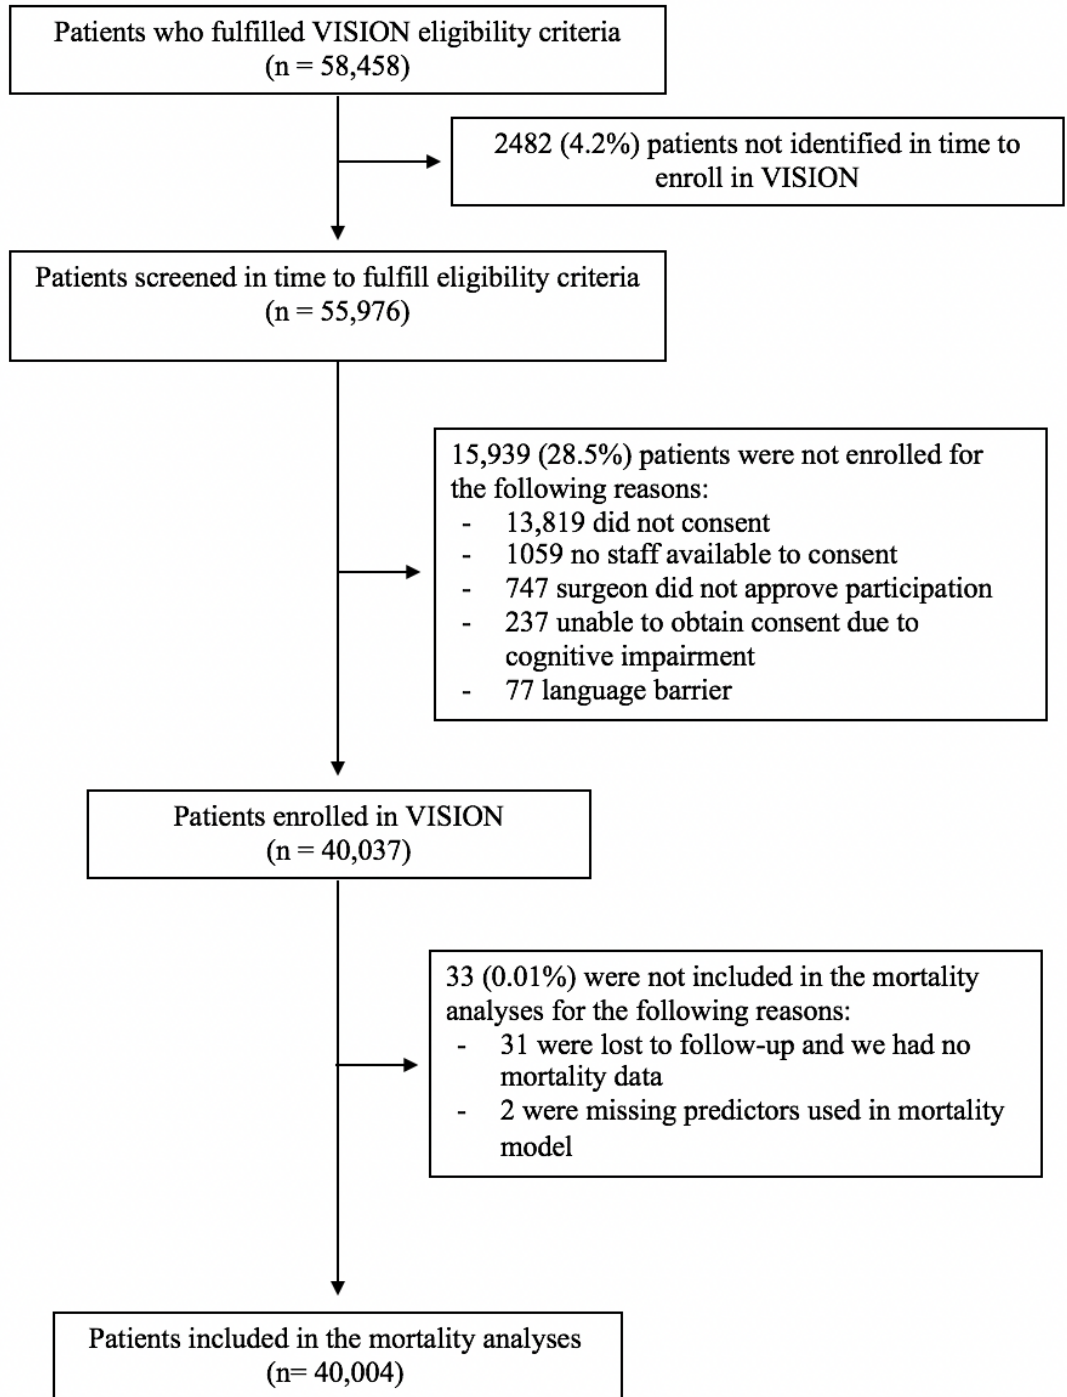 Patients who fulfilled VISION eligibility criteria
(n = 58,458)
2482 (4.2%) patients not identified in time to
enroll in VISION
Patients screened in time to fulfill eligibility criteria
(n = 55,976)
15,939 (28.5%) patients were not enrolled for
the following reasons:
- 13,819 did not consent
- 1059 no staff available to consent
- 747 surgeon did not approve participation
- 237 unable to obtain consent due to
cognitive impairment
- 77 language barrier
Patients enrolled in VISION
(n = 40,037)
33 (0.01%) were not included in the mortality
analyses for the following reasons:
- 31 were lost to follow-up and we had no
mortality data
- 2 were missing predictors used in mortality
model
Patients included in the mortality analyses
(n= 40,004)